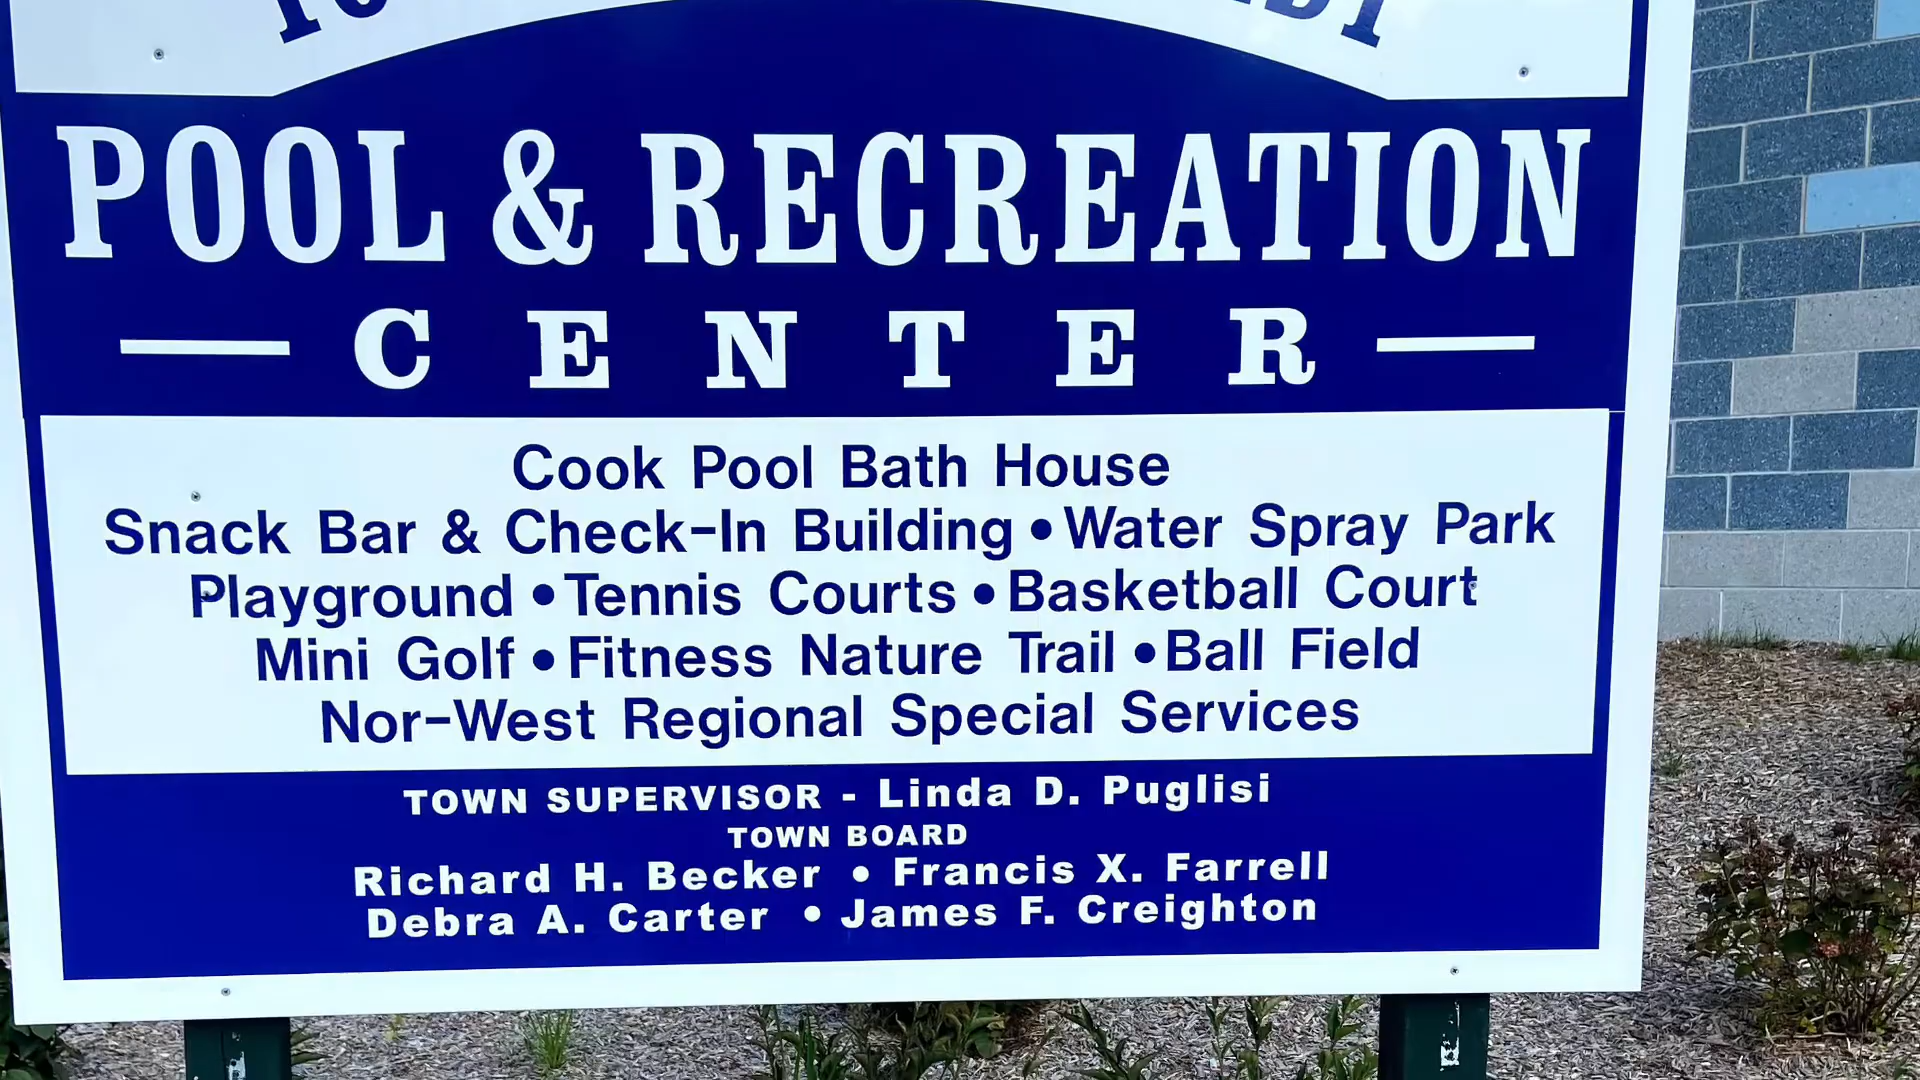 POOL & RECREATION
CENTER
Cook Pool Bath House
Snack Bar & Check-In Building • Water Spray Park
Playground • Tennis Courts • Basketball Court
Mini Golf • Fitness Nature Trail • Ball Field
Nor-West Regional Special Services
TOWN SUPERVISOR - Linda D. Puglisi
TOWN BOARD
Richard H. Becker • Francis X. Farrell
Debra A. Carter • James F. Creighton